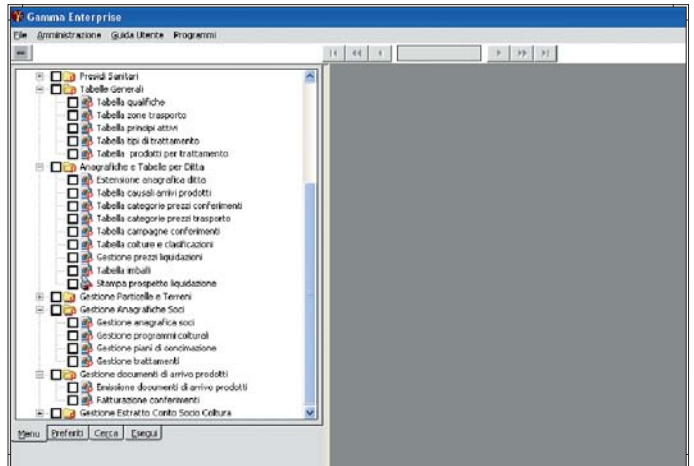 Gamma Enterprise
File Amministrazione Guida Utente Programmi
Presidi Sanitari
Tabelle Generali
Tabella qualifiche
Tabella zone trasporto
Tabella principi attivi
Tabella tipi di trattamento
Tabella prodotti per trattamento
Anagrafiche e Tabelle per Ditta
Estensione anagrafica ditta
Tabella causali arrivi prodotti
Tabella categorie prezzi conferimenti
Tabella categorie prezzi trasporto
Tabella campagne conferimenti
Tabella colture e clasificazioni
Gestione prezzi liquidazioni
Tabella imballi
Stampa prospetto liquidazione
Gestione Particelle e Terreni
Gestione Anagrafiche Soci
Gestione anagrafica soci
Gestione programmi colturali
Gestione piani di concimazione
Gestione trattamenti
Gestione documenti di arrivo prodotti
Emissione documenti di arrivo prodotti
Fatturazione conferimenti
Gestione Estratto Conto Socio Coltura
Menu Preferiti Cerca Esegui